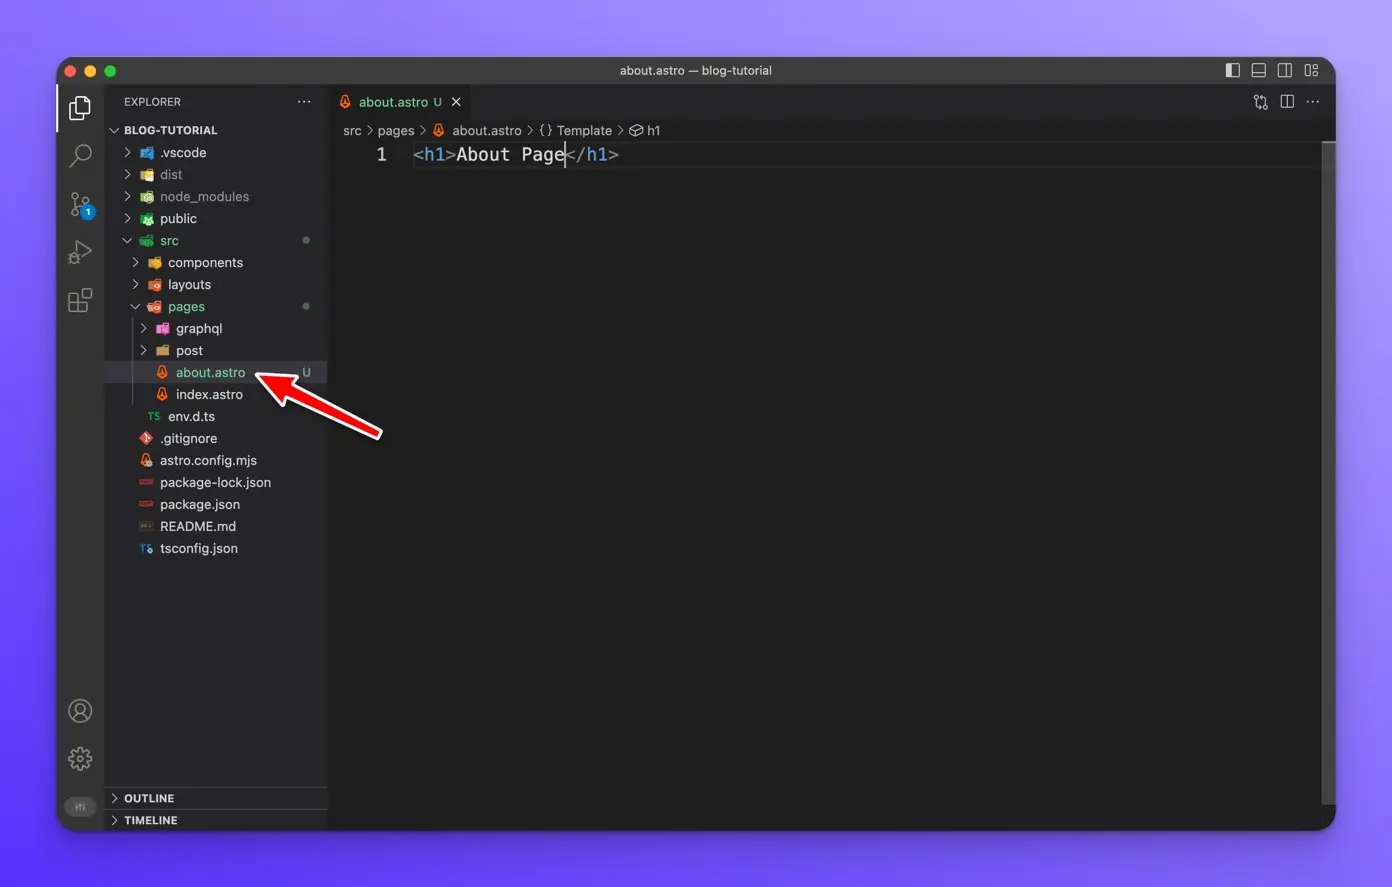 about.astro — blog-tutorial
EXPLORER
BLOG-TUTORIAL
.vscode
dist
node_modules
public
src
components
layouts
pages
graphql
post
about.astro U
index.astro
TS env.d.ts
.gitignore
astro.config.mjs
package-lock.json
package.json
README.md
TS tsconfig.json
OUTLINE
TIMELINE
1
about.astro U
src > pages > about.astro > {} Template > h1
1 <h1>About Page</h1>